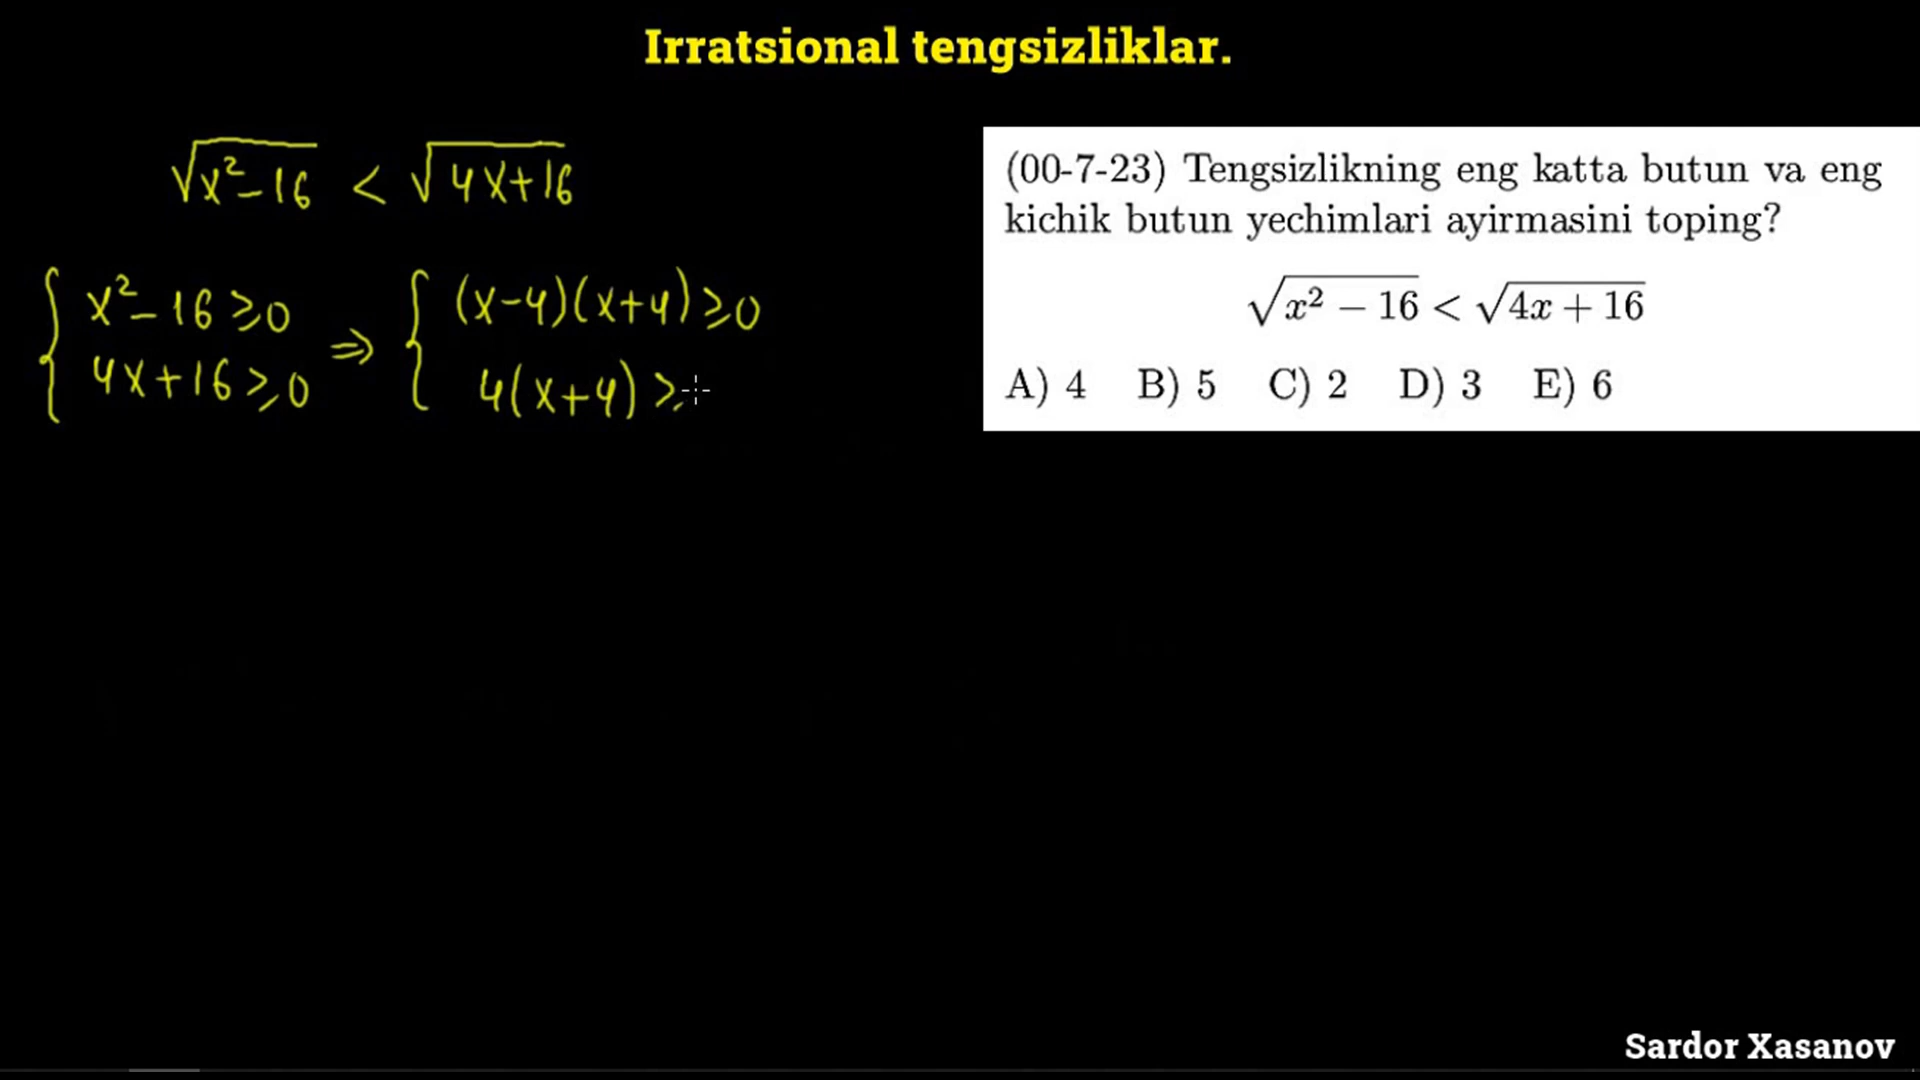 Irratsional tengsizliklar.
√(x²-16) < √(4x+16)
{ x²-16 ≥ 0 ⇒ { (x-4)(x+4) ≥ 0
4x+16 ≥ 0 4(x+4) ≥
(00-7-23) Tengsizlikning eng katta butun va eng
kichik butun yechimlari ayirmasini toping?
√(x² − 16) < √(4x + 16)
A) 4 B) 5 C) 2 D) 3 E) 6
Sardor Xasanov